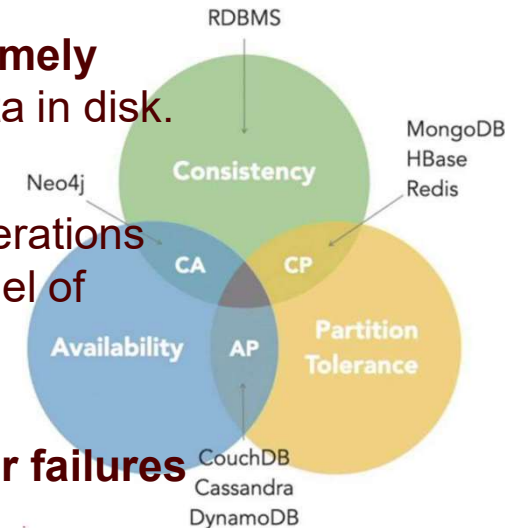 RDBMS
mely
a in disk.
MongoDB
HBase
Redis
Consistency
Neo4j
erations
CA
CP
el of
Partition
Tolerance
Availability
AP
r failures
CouchDB
Cassandra
DynamoDB